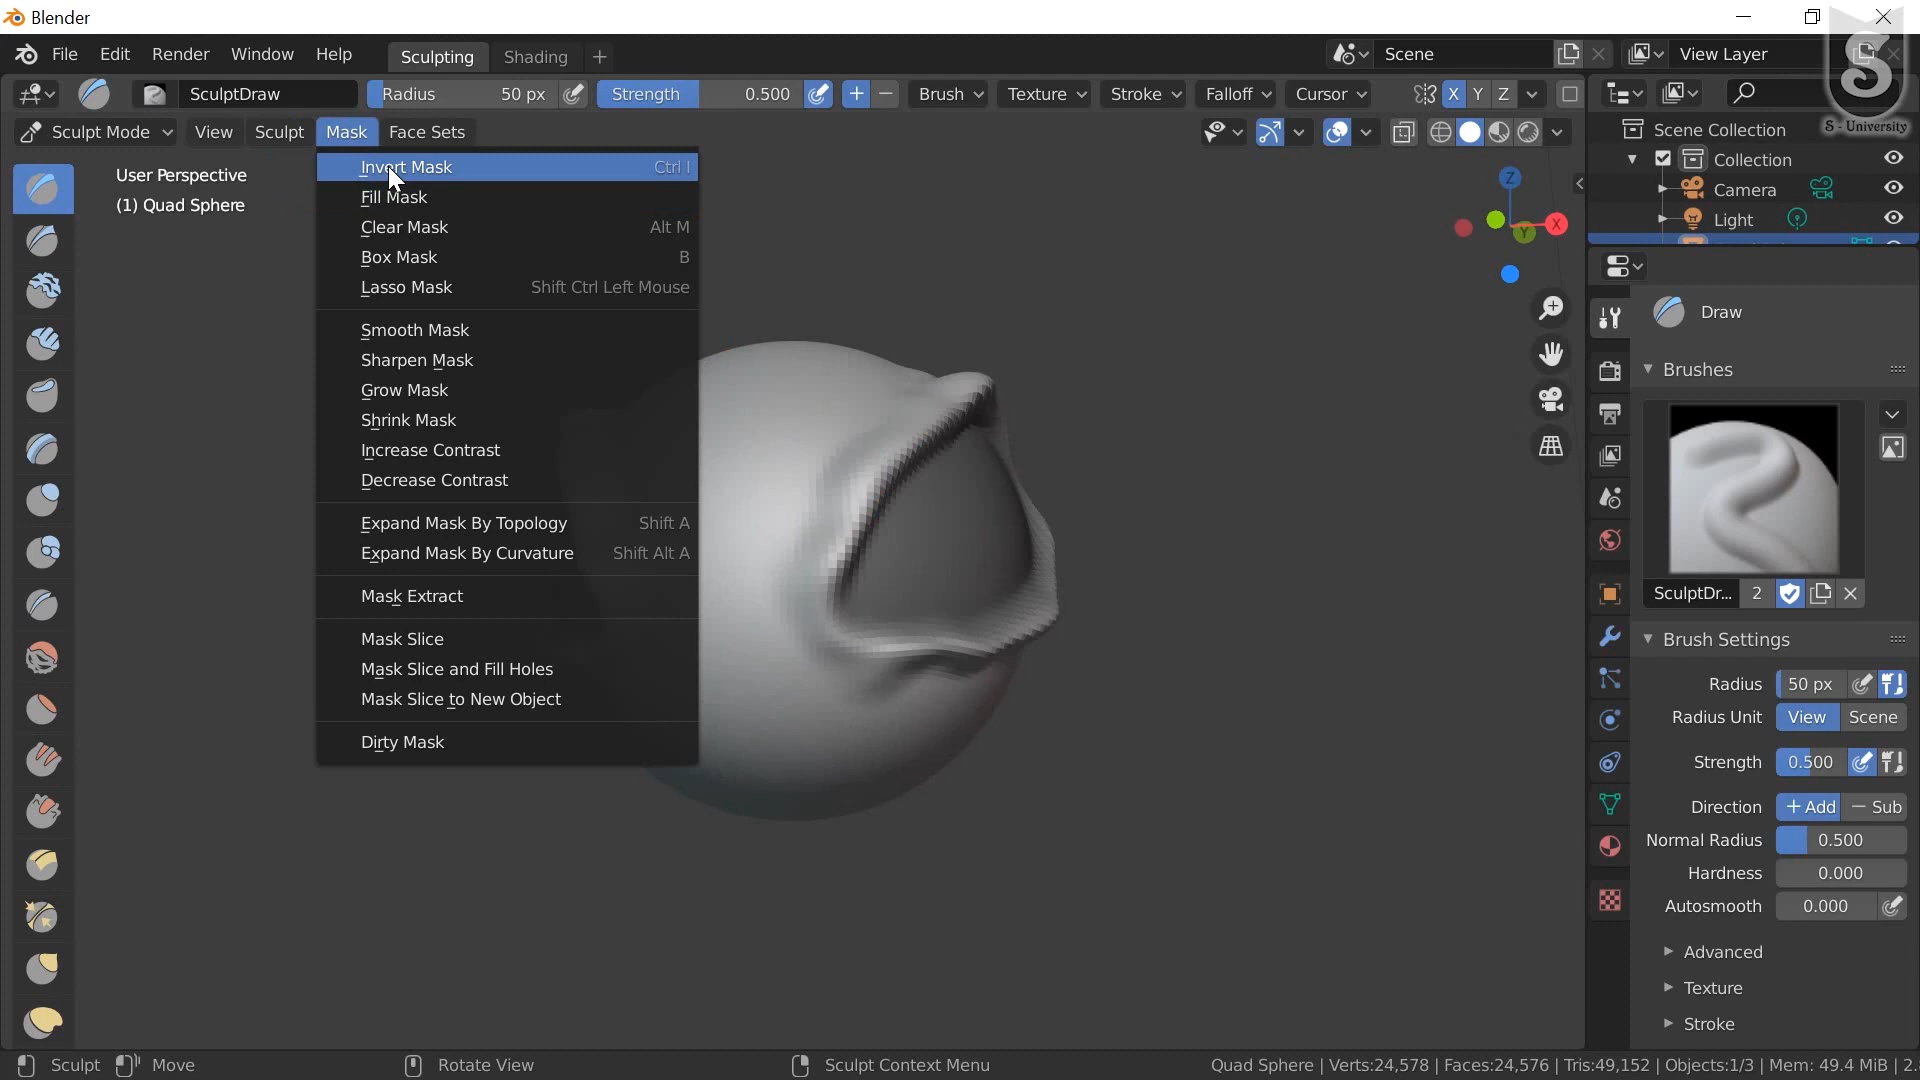 Blender
File Edit Render Window Help Sculpting Shading + Scene View Layer
SculptDraw Radius 50 px Strength 0.500 Brush Texture Stroke Falloff Cursor X Y Z
S
S - University
Sculpt Mode View Sculpt Mask Face Sets
User Perspective
(1) Quad Sphere
Invert Mask Ctrl I
Fill Mask
Clear Mask Alt M
Box Mask B
Lasso Mask Shift Ctrl Left Mouse
Smooth Mask
Sharpen Mask
Grow Mask
Shrink Mask
Increase Contrast
Decrease Contrast
Expand Mask By Topology Shift A
Expand Mask By Curvature Shift Alt A
Mask Extract
Mask Slice
Mask Slice and Fill Holes
Mask Slice to New Object
Dirty Mask
Z
X
Y
Scene Collection
Collection
Camera
Light
Draw
Brushes
SculptDr... 2
Brush Settings
Radius 50 px
Radius Unit View Scene
Strength 0.500
Direction + Add − Sub
Normal Radius 0.500
Hardness 0.000
Autosmooth 0.000
Advanced
Texture
Stroke
Sculpt Move Rotate View Sculpt Context Menu Quad Sphere | Verts:24,578 | Faces:24,576 | Tris:49,152 | Objects:1/3 | Mem: 49.4 MiB | 2.